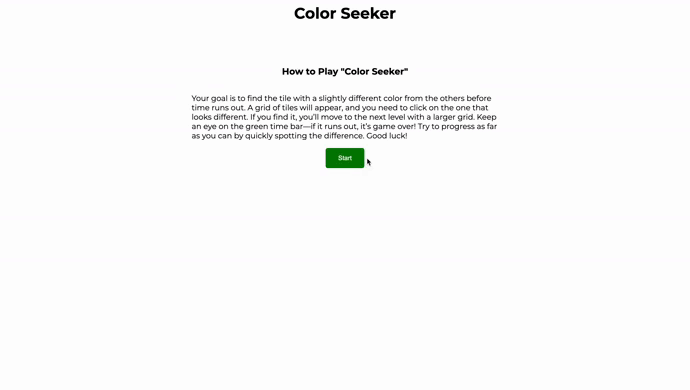 Color Seeker
How to Play "Color Seeker"
Your goal is to find the tile with a slightly different color from the others before
time runs out. A grid of tiles will appear, and you need to click on the one that
looks different. If you find it, you'll move to the next level with a larger grid. Keep
an eye on the green time bar—if it runs out, it's game over! Try to progress as far
as you can by quickly spotting the difference. Good luck!
Start